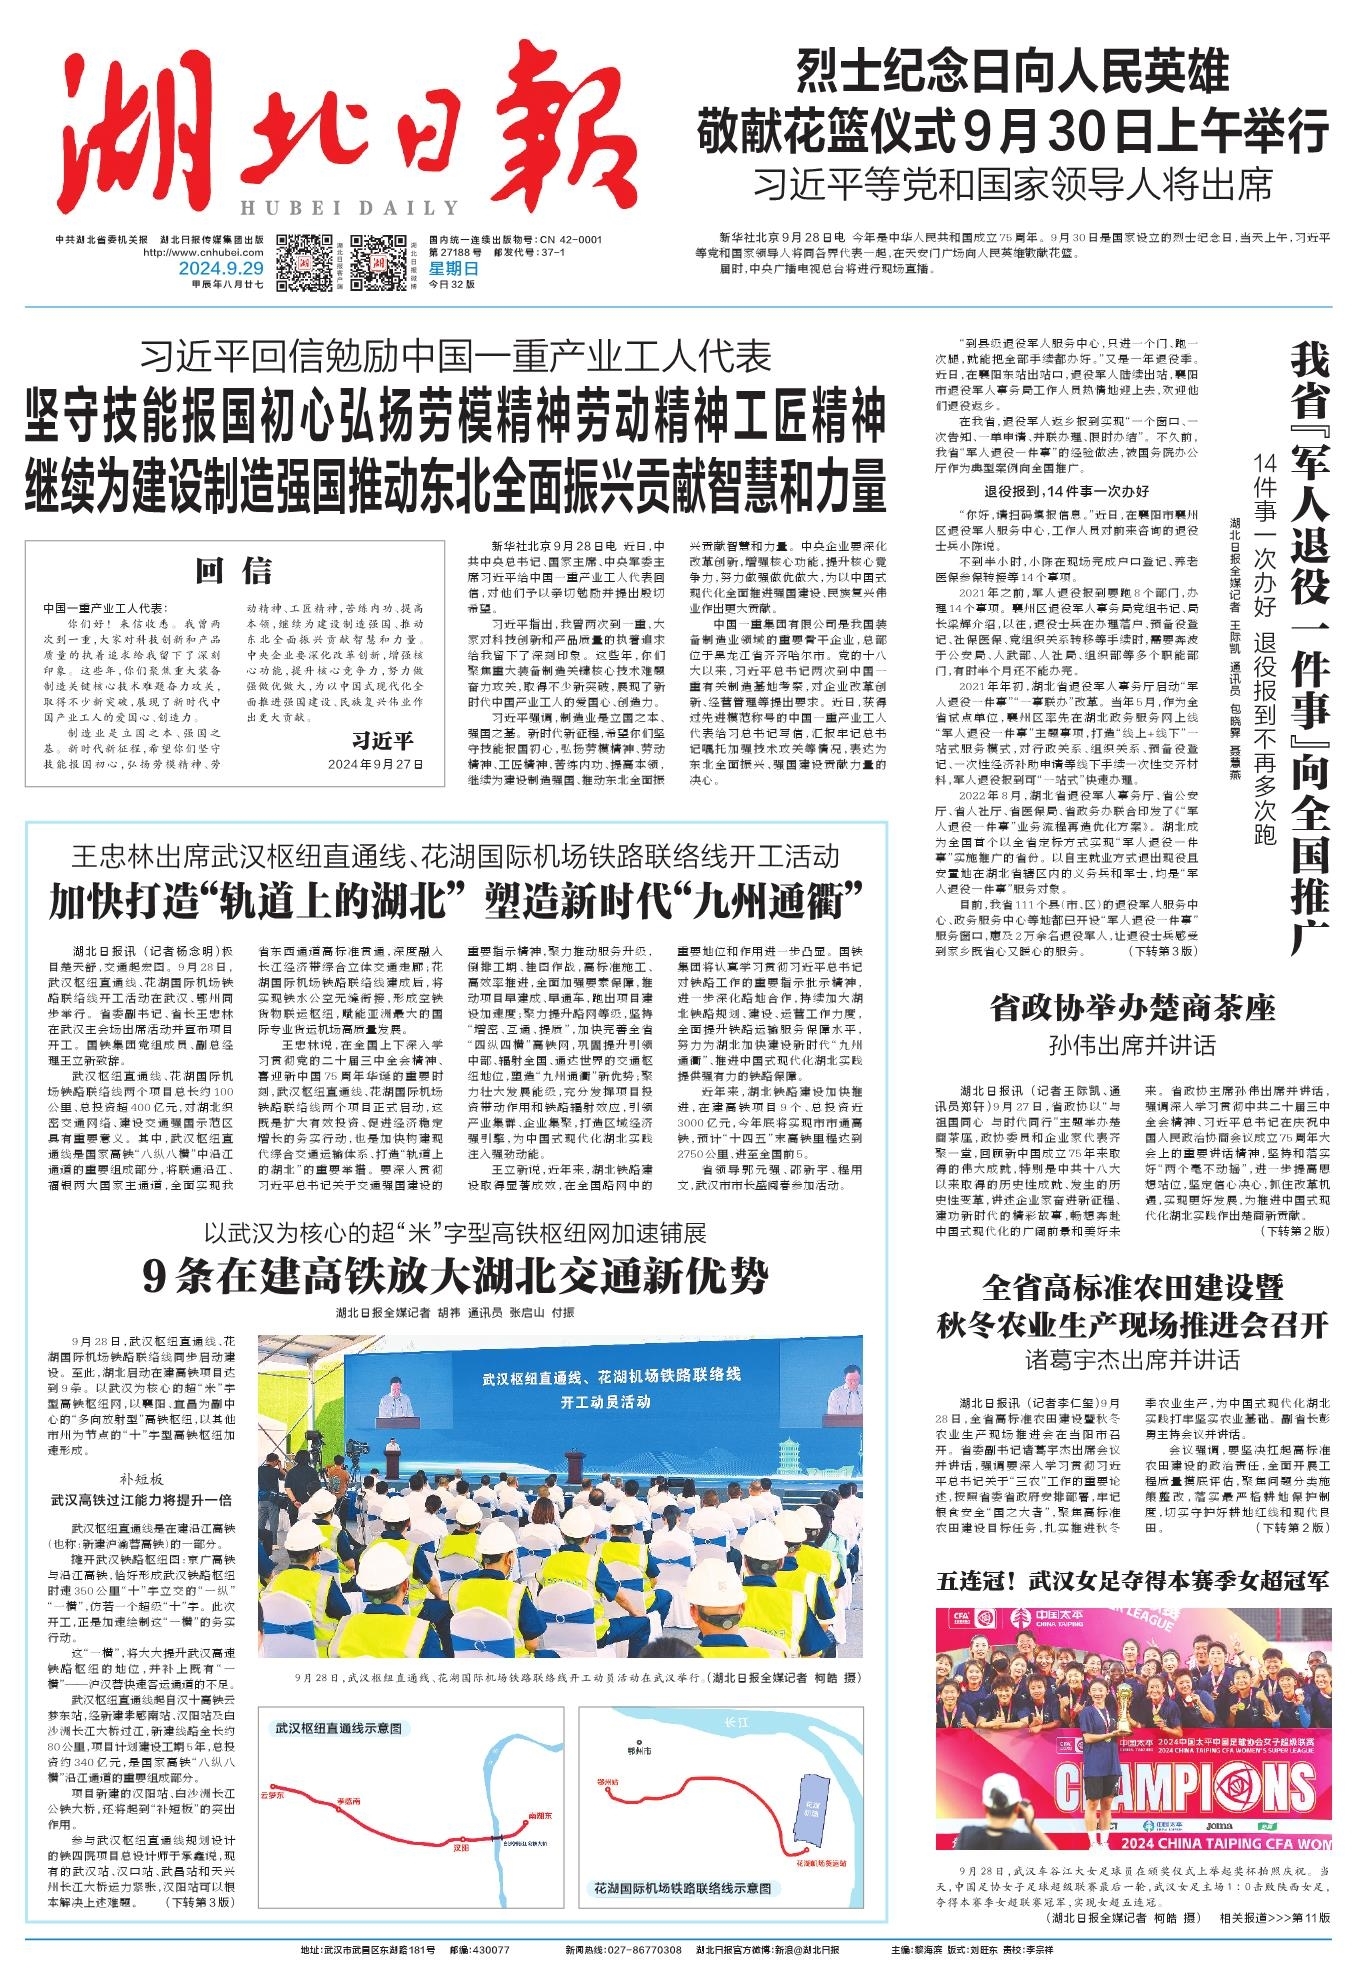 湖北日報
HUBEI DAILY
中共湖北省委机关报 湖北日报传媒集团出版
http://www.cnhubei.com
2024.9.29
甲辰年八月廿七
湖北日报客户端
湖北日报微博
国内统一连续出版物号:CN 42-0001
第27188号 邮发代号:37-1
星期日
今日32版
烈士纪念日向人民英雄
敬献花篮仪式9月30日上午举行
习近平等党和国家领导人将出席
新华社北京9月28日电 今年是中华人民共和国成立75周年。9月30日是国家设立的烈士纪念日,当天上午,习近平
等党和国家领导人将同各界代表一起,在天安门广场向人民英雄敬献花篮。
届时,中央广播电视总台将进行现场直播。
习近平回信勉励中国一重产业工人代表
坚守技能报国初心弘扬劳模精神劳动精神工匠精神
继续为建设制造强国推动东北全面振兴贡献智慧和力量
回信
中国一重产业工人代表:
你们好!来信收悉。我曾两
次到一重,大家对科技创新和产品
质量的执着追求给我留下了深刻
印象。这些年,你们聚焦重大装备
制造关键核心技术难题奋力攻关,
取得不少新突破,展现了新时代中
国产业工人的爱国心、创造力。
制造业是立国之本、强国之
基。新时代新征程,希望你们坚守
技能报国初心,弘扬劳模精神、劳
动精神、工匠精神,苦练内功、提高
本领,继续为建设制造强国、推动
东北全面振兴贡献智慧和力量。
中央企业要深化改革创新,增强核
心功能,提升核心竞争力,努力做
强做优做大,为以中国式现代化全
面推进强国建设、民族复兴伟业作
出更大贡献。
习近平
2024年9月27日
新华社北京9月28日电 近日,中
共中央总书记、国家主席、中央军委主
席习近平给中国一重产业工人代表回
信,对他们予以亲切勉励并提出殷切
希望。
习近平指出,我曾两次到一重,大
家对科技创新和产品质量的执着追求
给我留下了深刻印象。这些年,你们
聚焦重大装备制造关键核心技术难题
奋力攻关,取得不少新突破,展现了新
时代中国产业工人的爱国心、创造力。
习近平强调,制造业是立国之本、
强国之基。新时代新征程,希望你们坚
守技能报国初心,弘扬劳模精神、劳动
精神、工匠精神,苦练内功、提高本领,
继续为建设制造强国、推动东北全面振
兴贡献智慧和力量。中央企业要深化
改革创新,增强核心功能,提升核心竞
争力,努力做强做优做大,为以中国式
现代化全面推进强国建设、民族复兴伟
业作出更大贡献。
中国一重集团有限公司是我国装
备制造业领域的重要骨干企业,总部
位于黑龙江省齐齐哈尔市。党的十八
大以来,习近平总书记两次到中国一
重有关制造基地考察,对企业改革创
新、经营管理等提出要求。近日,获得
过先进模范称号的中国一重产业工人
代表给习总书记写信,汇报牢记总书
记嘱托加强技术攻关等情况,表达为
东北全面振兴、强国建设贡献力量的
决心。
我省『军人退役一件事』向全国推广
14件事一次办好 退役报到不再多次跑
湖北日报全媒记者 王际凯 通讯员 包晓霁 聂慧燕
“到县级退役军人服务中心,只进一个门、跑一
次腿,就能把全部手续都办好。”又是一年退役季。
近日,在襄阳东站出站口,退役军人陆续出站,襄阳
市退役军人事务局工作人员热情地迎上去,欢迎他
们退役返乡。
在我省,退役军人返乡报到实现“一个窗口、一
次告知、一单申请、并联办理、限时办结”。不久前,
我省“军人退役一件事”的经验做法,被国务院办公
厅作为典型案例向全国推广。
退役报到,14件事一次办好
“你好,请扫码填报信息。”近日,在襄阳市襄州
区退役军人服务中心,工作人员对前来咨询的退役
士兵小陈说。
不到半小时,小陈在现场完成户口登记、养老
医保参保转接等14个事项。
2021年之前,军人退役报到要跑8个部门,办
理14个事项。襄州区退役军人事务局党组书记、局
长梁辉介绍,以往,退役士兵在办理落户、预备役登
记、社保医保、党组织关系转移等手续时,需要奔波
于公安局、人武部、人社局、组织部等多个职能部
门,有时半个月还不能办完。
2021年年初,湖北省退役军人事务厅启动“军
人退役一件事”“一事联办”改革。当年5月,作为全
省试点单位,襄州区率先在湖北政务服务网上线
“军人退役一件事”主题事项,打造“线上+线下”一
站式服务模式,对行政关系、组织关系、预备役登
记、一次性经济补助申请等线下手续一次性交齐材
料,军人退役报到可“一站式”快速办理。
2022年8月,湖北省退役军人事务厅、省公安
厅、省人社厅、省医保局、省政务办联合印发了《“军
人退役一件事”业务流程再造优化方案》。湖北成
为全国首个以全省定标方式实现“军人退役一件
事”实施推广的省份。以自主就业方式退出现役且
安置地在湖北省辖区内的义务兵和军士,均是“军
人退役一件事”服务对象。
目前,我省111个县(市、区)的退役军人服务中
心、政务服务中心等地都已开设“军人退役一件事”
服务窗口,惠及2万余名退役军人,让退役士兵感受
到家乡既省心又暖心的服务。 (下转第3版)
王忠林出席武汉枢纽直通线、花湖国际机场铁路联络线开工活动
加快打造“轨道上的湖北” 塑造新时代“九州通衢”
湖北日报讯(记者杨念明)极
目楚天舒,交通起宏图。9月28日,
武汉枢纽直通线、花湖国际机场铁
路联络线开工活动在武汉、鄂州同
步举行。省委副书记、省长王忠林
在武汉主会场出席活动并宣布项目
开工。国铁集团党组成员、副总经
理王立新致辞。
武汉枢纽直通线、花湖国际机
场铁路联络线两个项目总长约100
公里、总投资超400亿元,对湖北织
密交通网络、建设交通强国示范区
具有重要意义。其中,武汉枢纽直
通线是国家高铁“八纵八横”中沿江
通道的重要组成部分,将联通沿江、
福银两大国家主通道,全面实现我
省东西通道高标准贯通,深度融入
长江经济带综合立体交通走廊;花
湖国际机场铁路联络线建成后,将
实现铁水公空无缝衔接,形成空铁
货物联运枢纽,赋能亚洲最大的国
际专业货运机场高质量发展。
王忠林说,在全国上下深入学
习贯彻党的二十届三中全会精神、
喜迎新中国75周年华诞的重要时
刻,武汉枢纽直通线、花湖国际机场
铁路联络线两个项目正式启动,这
既是扩大有效投资、促进经济稳定
增长的务实行动,也是加快构建现
代综合交通运输体系、打造“轨道上
的湖北”的重要举措。要深入贯彻
习近平总书记关于交通强国建设的
重要指示精神,聚力推动服务升级,
倒排工期、挂图作战,高标准施工、
高效率推进,全面加强要素保障,推
动项目早建成、早通车,跑出项目建
设加速度;聚力提升路网等级,坚持
“增密、互通、提质”,加快完善全省
“四纵四横”高铁网,巩固提升引领
中部、辐射全国、通达世界的交通枢
纽地位,塑造“九州通衢”新优势;聚
力壮大发展能级,充分发挥项目投
资带动作用和铁路辐射效应,引领
产业集群、企业集聚,打造区域经济
强引擎,为中国式现代化湖北实践
注入强劲动能。
王立新说,近年来,湖北铁路建
设取得显著成效,在全国路网中的
重要地位和作用进一步凸显。国铁
集团将认真学习贯彻习近平总书记
对铁路工作的重要指示批示精神,
进一步深化路地合作,持续加大湖
北铁路规划、建设、运营工作力度,
全面提升铁路运输服务保障水平,
努力为湖北加快建设新时代“九州
通衢”、推进中国式现代化湖北实践
提供强有力的铁路保障。
近年来,湖北铁路建设加快推
进,在建高铁项目9个、总投资近
3000亿元,今年底将实现市市通高
铁,预计“十四五”末高铁里程达到
2750公里、进至全国前5。
省领导郭元强、邵新宇、程用
文,武汉市市长盛阅春参加活动。
以武汉为核心的超“米”字型高铁枢纽网加速铺展
9条在建高铁放大湖北交通新优势
湖北日报全媒记者 胡祎 通讯员 张启山 付振
9月28日,武汉枢纽直通线、花
湖国际机场铁路联络线同步启动建
设。至此,湖北启动在建高铁项目达
到9条。以武汉为核心的超“米”字
型高铁枢纽网,以襄阳、宜昌为副中
心的“多向放射型”高铁枢纽,以其他
市州为节点的“十”字型高铁枢纽加
速形成。
补短板
武汉高铁过江能力将提升一倍
武汉枢纽直通线是在建沿江高铁
(也称:新建沪渝蓉高铁)的一部分。
摊开武汉铁路枢纽图:京广高铁
与沿江高铁,恰好形成武汉铁路枢纽
时速350公里“十”字立交的“一纵”
“一横”,仿若一个超级“十”字。此次
开工,正是加速绘制这“一横”的务实
行动。
这“一横”,将大大提升武汉高速
铁路枢纽的地位,并补上既有“一
横”——沪汉蓉快速客运通道的不足。
武汉枢纽直通线起自汉十高铁云
梦东站,经新建孝感南站、汉阳站及白
沙洲长江大桥过江,新建线路全长约
80公里,项目计划建设工期5年,总投
资约340亿元,是国家高铁“八纵八
横”沿江通道的重要组成部分。
项目新建的汉阳站、白沙洲长江
公铁大桥,还将起到“补短板”的突出
作用。
参与武汉枢纽直通线规划设计
的铁四院项目总设计师于承鑫说,现
有的武汉站、汉口站、武昌站和天兴
州长江大桥运力紧张,汉阳站可以根
本解决上述难题。 (下转第3版)
武汉枢纽直通线、花湖机场铁路联络线
开工动员活动
9月28日,武汉枢纽直通线、花湖国际机场铁路联络线开工动员活动在武汉举行。(湖北日报全媒记者 柯皓 摄)
武汉枢纽直通线示意图
云梦东
孝感南
汉阳
南湖东
长江
鄂州市
鄂州站
花湖机场
花湖机场货运站
花湖国际机场铁路联络线示意图
省政协举办楚商茶座
孙伟出席并讲话
湖北日报讯(记者王际凯、通
讯员郑轩)9月27日,省政协以“与
祖国同心 与时代同行”主题举办楚
商茶座,政协委员和企业家代表齐
聚一堂,回顾新中国成立75年来取
得的伟大成就,特别是中共十八大
以来取得的历史性成就、发生的历
史性变革,讲述企业家奋进新征程、
建功新时代的精彩故事,畅想奔赴
中国式现代化的广阔前景和美好未
来。省政协主席孙伟出席并讲话,
强调深入学习贯彻中共二十届三中
全会精神、习近平总书记在庆祝中
国人民政治协商会议成立75周年大
会上的重要讲话精神,坚持和落实
好“两个毫不动摇”,进一步提高思
想站位,坚定信心决心,抓住改革机
遇,实现更好发展,为推进中国式现
代化湖北实践作出楚商新贡献。
(下转第2版)
全省高标准农田建设暨
秋冬农业生产现场推进会召开
诸葛宇杰出席并讲话
湖北日报讯(记者李仁玺)9月
28日,全省高标准农田建设暨秋冬
农业生产现场推进会在当阳市召
开。省委副书记诸葛宇杰出席会议
并讲话,强调要深入学习贯彻习近
平总书记关于“三农”工作的重要论
述,按照省委省政府安排部署,牢记
粮食安全“国之大者”,聚焦高标准
农田建设目标任务,扎实推进秋冬
季农业生产,为中国式现代化湖北
实践打牢坚实农业基础。副省长彭
勇主持会议并讲话。
会议强调,要坚决扛起高标准
农田建设的政治责任,全面开展工
程质量摸底评估,聚焦问题分类施
策整改,落实最严格耕地保护制
度,切实守护好耕地红线和现代良
田。 (下转第2版)
五连冠!武汉女足夺得本赛季女超冠军
CFA
中国太平
CHINA TAIPING
LEAGUE
中国太平
CHINA TAIPING
2024中国太平中国足球协会女子超级联赛
2024 CHINA TAIPING CFA WOMEN'S SUPER LEAGUE
CHAMPIONS
中国太平
joma
2024 CHINA TAIPING CFA WOM
9月28日,武汉车谷江大女足球员在颁奖仪式上举起奖杯拍照庆祝。当
天,中国足协女子足球超级联赛最后一轮,武汉女足主场1:0击败陕西女足,
夺得本赛季女超联赛冠军,实现女超五连冠。
(湖北日报全媒记者 柯皓 摄) 相关报道>>>第11版
地址:武汉市武昌区东湖路181号 邮编:430077 新闻热线:027-86770308 湖北日报官方微博:新浪@湖北日报 主编:黎海滨 版式:刘旺东 责校:李宗祥